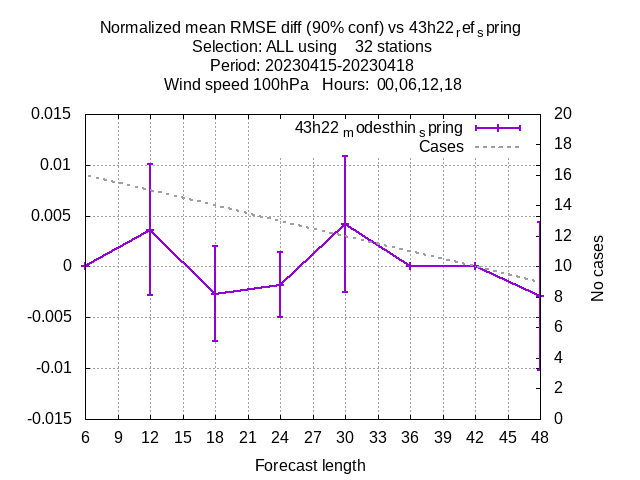 Normalized mean RMSE diff (90% conf) vs 43h22ref spring
Selection: ALL using 32 stations
Period: 20230415-20230418
Wind speed 100hPa Hours: 00,06,12,18
43h22modesthinspring
Cases
0.015
0.01
0.005
0
-0.005
-0.01
-0.015
20
18
16
14
12
10
8
6
4
2
0
No cases
6 9 12 15 18 21 24 27 30 33 36 39 42 45 48
Forecast length